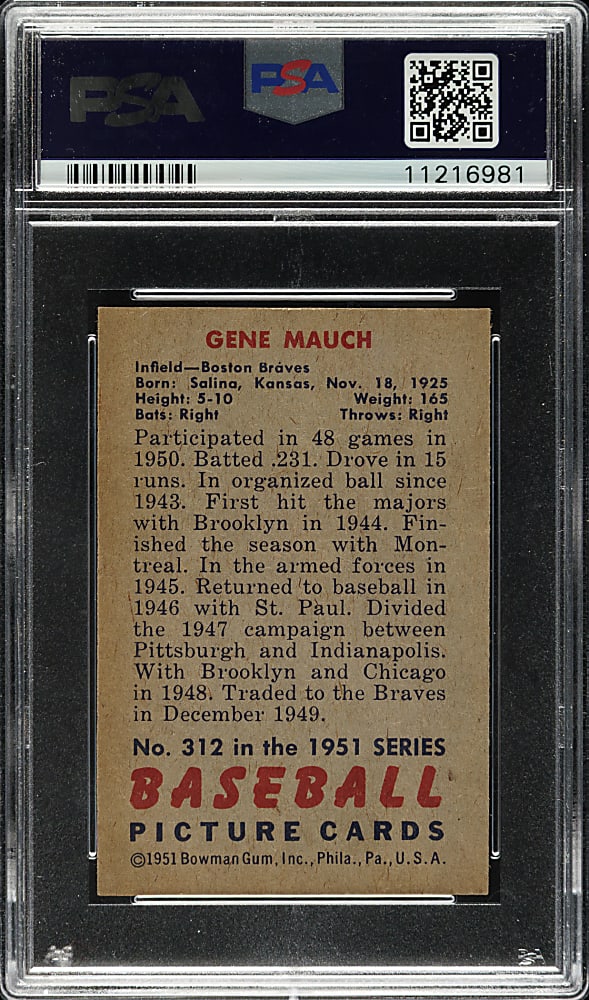 PSA
PSA
11216981
GENE MAUCH
Infield—Boston Braves
Born: Salina, Kansas, Nov. 18, 1925
Height: 5-10 Weight: 165
Bats: Right Throws: Right
Participated in 48 games in
1950. Batted .231. Drove in 15
runs. In organized ball since
1943. First hit the majors
with Brooklyn in 1944. Fin-
ished the season with Mon-
treal. In the armed forces in
1945. Returned to baseball in
1946 with St. Paul. Divided
the 1947 campaign between
Pittsburgh and Indianapolis.
With Brooklyn and Chicago
in 1948. Traded to the Braves
in December 1949.
No. 312 in the 1951 SERIES
BASEBALL
PICTURE CARDS
©1951 Bowman Gum, Inc., Phila., Pa., U.S.A.